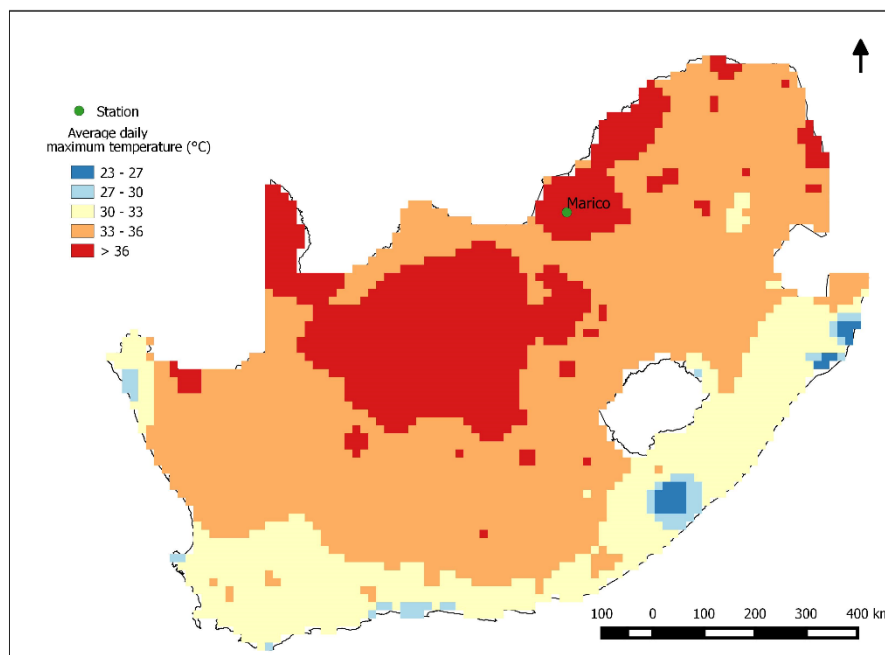 Station
Average daily
maximum temperature (°C)
23 - 27
27 - 30
30 - 33
33 - 36
> 36
Marico
100 0 100 200 300 400 km